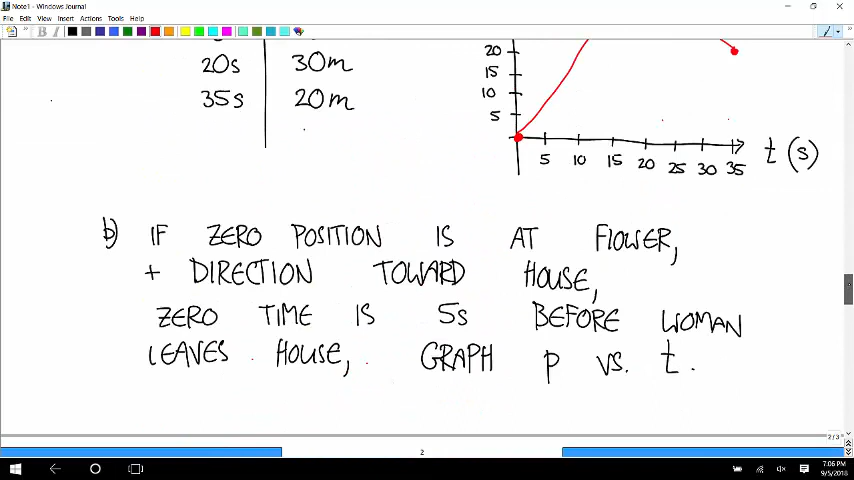 Note1 - Windows Journal
File Edit View Insert Actions Tools Help
B I
20s 30m
35s 20m
20
15
10
5
5 10 15 20 25 30 35
t (s)
b) IF ZERO POSITION IS AT FLOWER,
+ DIRECTION TOWARD HOUSE,
ZERO TIME IS 5s BEFORE WOMAN
LEAVES HOUSE, GRAPH p VS. t.
2/3
2
7:06 PM
9/5/2018